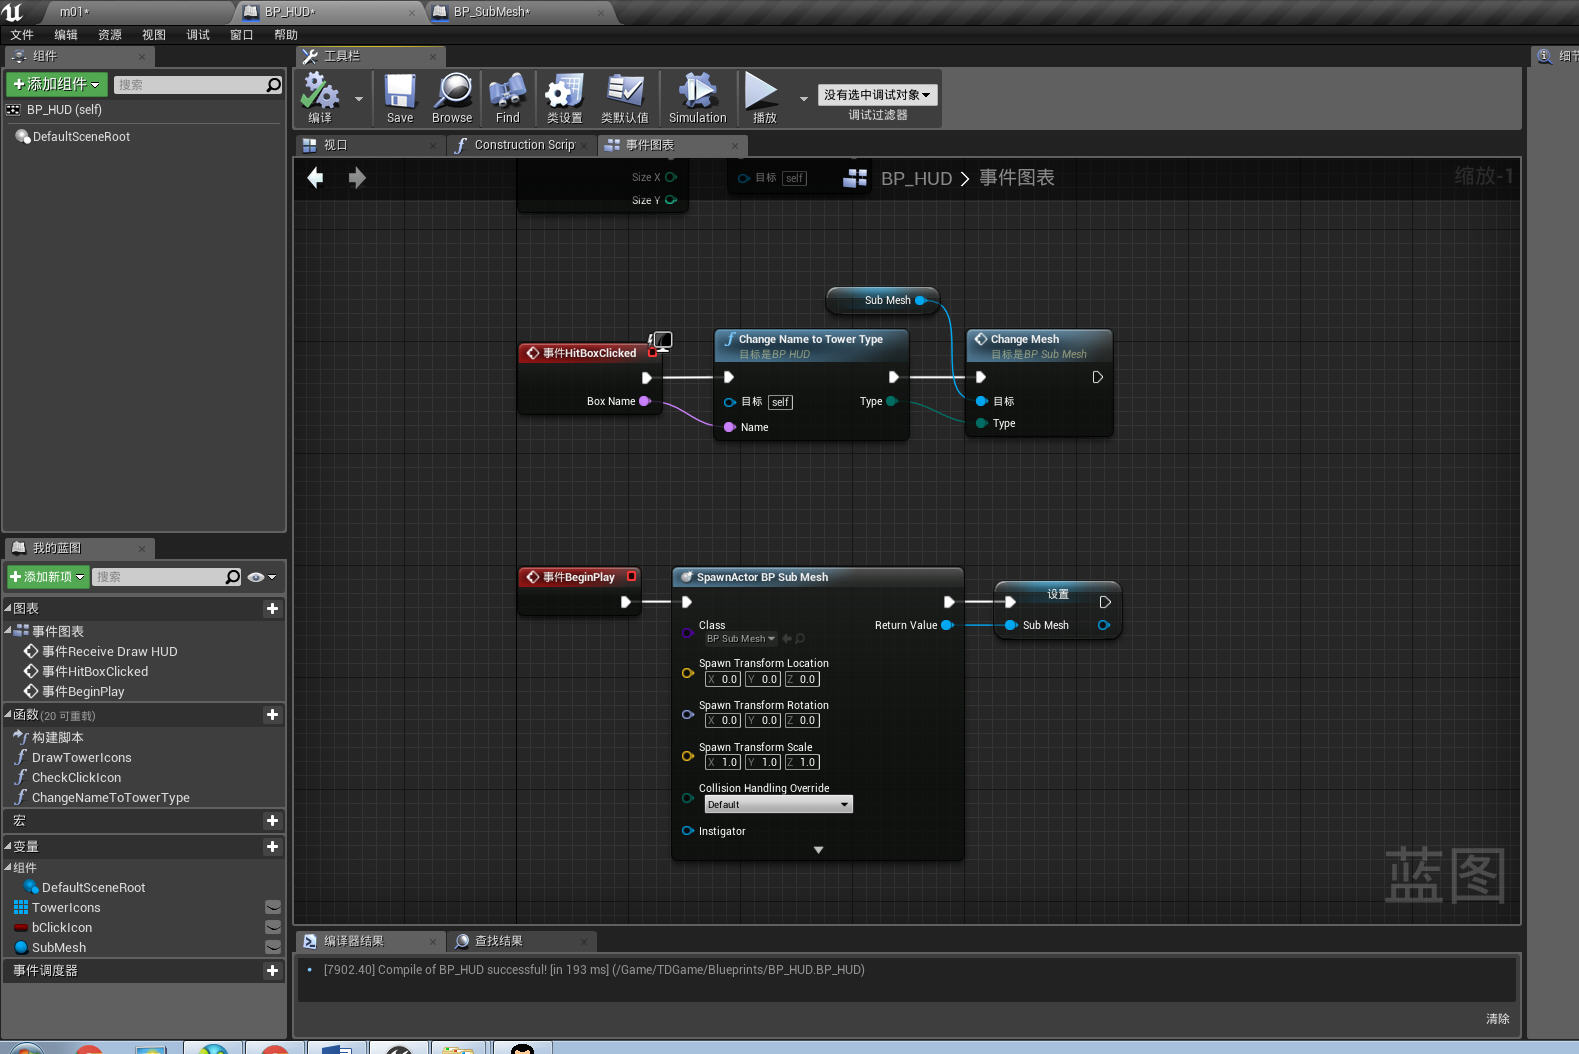 m01*
BP_HUD*
BP_SubMesh*
文件 编辑 资源 视图 调试 窗口 帮助
组件
工具栏
细节
添加组件
搜索
BP_HUD (self)
DefaultSceneRoot
编译
Save
Browse
Find
类设置
类默认值
Simulation
播放
没有选中调试对象
调试过滤器
视口
Construction Scrip
事件图表
BP_HUD > 事件图表
缩放-1
Size X
Size Y
目标 self
Sub Mesh
事件HitBoxClicked
Box Name
Change Name to Tower Type
目标是BP HUD
目标 self
Type
Name
Change Mesh
目标是BP Sub Mesh
目标
Type
事件BeginPlay
SpawnActor BP Sub Mesh
Class
BP Sub Mesh
Return Value
Spawn Transform Location
X 0.0 Y 0.0 Z 0.0
Spawn Transform Rotation
X 0.0 Y 0.0 Z 0.0
Spawn Transform Scale
X 1.0 Y 1.0 Z 1.0
Collision Handling Override
Default
Instigator
设置
Sub Mesh
蓝图
我的蓝图
添加新项
搜索
图表
事件图表
事件Receive Draw HUD
事件HitBoxClicked
事件BeginPlay
函数 (20 可重载)
构建脚本
DrawTowerIcons
CheckClickIcon
ChangeNameToTowerType
宏
变量
组件
DefaultSceneRoot
TowerIcons
bClickIcon
SubMesh
事件调度器
编译器结果
查找结果
[7902.40] Compile of BP_HUD successful! [in 193 ms] (/Game/TDGame/Blueprints/BP_HUD.BP_HUD)
清除